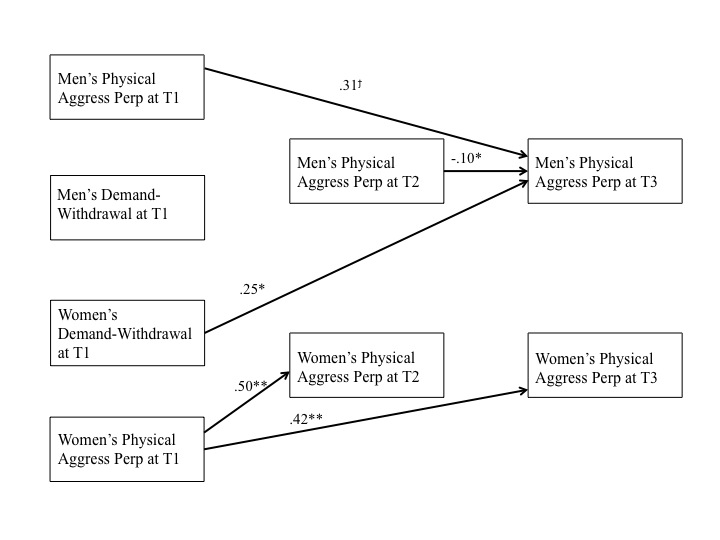 Men’s Physical
Aggress Perp at T1
.31†
Men’s Physical
Aggress Perp at T2
-.10*
Men’s Physical
Aggress Perp at T3
Men’s Demand-
Withdrawal at T1
.25*
Women’s
Demand-Withdrawal
at T1
Women’s Physical
Aggress Perp at T2
Women’s Physical
Aggress Perp at T3
.50**
.42**
Women’s Physical
Aggress Perp at T1